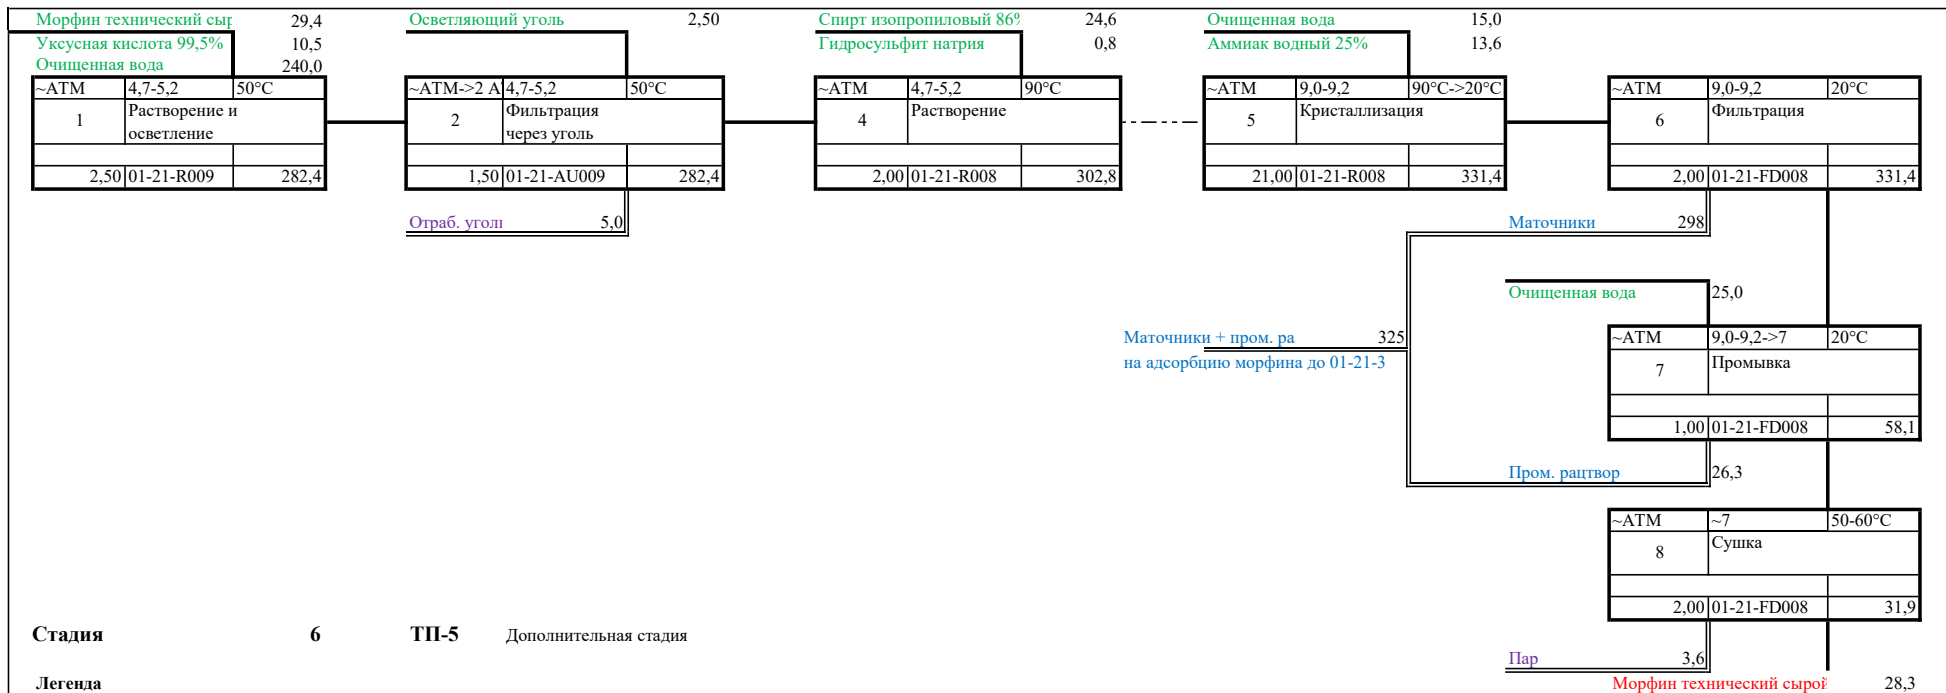 Морфин технический сыр 29,4
Уксусная кислота 99,5% 10,5
Очищенная вода 240,0
~АТМ 4,7-5,2 50°C
1 Растворение и
осветление
2,50 01-21-R009 282,4
Осветляющий уголь 2,50
~АТМ->2 А 4,7-5,2 50°C
2 Фильтрация
через уголь
1,50 01-21-AU009 282,4
Отраб. угол 5,0
Спирт изопропиловый 86% 24,6
Гидросульфит натрия 0,8
~АТМ 4,7-5,2 90°C
4 Растворение
2,00 01-21-R008 302,8
Очищенная вода 15,0
Аммиак водный 25% 13,6
~АТМ 9,0-9,2 90°C->20°C
5 Кристаллизация
21,00 01-21-R008 331,4
~АТМ 9,0-9,2 20°C
6 Фильтрация
2,00 01-21-FD008 331,4
Маточники 298
Очищенная вода 25,0
Маточники + пром. ра 325
на адсорбцию морфина до 01-21-3
~АТМ 9,0-9,2->7 20°C
7 Промывка
1,00 01-21-FD008 58,1
Пром. рацтвор 26,3
~АТМ ~7 50-60°C
8 Сушка
2,00 01-21-FD008 31,9
Пар 3,6
Морфин технический сырой 28,3
Стадия 6 ТП-5 Дополнительная стадия
Легенда